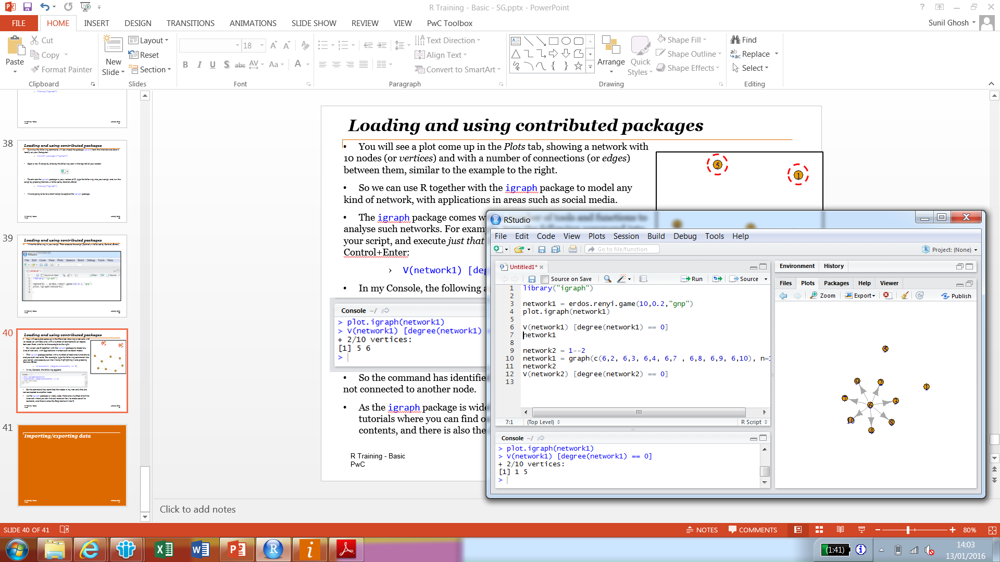 R Training - Basic - SG.pptx - PowerPoint
FILE HOME INSERT DESIGN TRANSITIONS ANIMATIONS SLIDE SHOW REVIEW VIEW PwC Toolbox
Sunil Ghosh
Paste
Cut
Copy
Format Painter
Clipboard
New
Slide
Layout
Reset
Section
Slides
18
B I U S abc AV Aa A
Font
Text Direction
Align Text
Convert to SmartArt
Paragraph
Arrange
Quick
Styles
Shape Fill
Shape Outline
Shape Effects
Drawing
Find
Replace
Select
Editing
38
Loading and using contributed packages
39
Loading and using contributed packages
40
Loading and using contributed packages
41
Importing/exporting data
Loading and using contributed packages
• You will see a plot come up in the Plots tab, showing a network with
10 nodes (or vertices) and with a number of connections (or edges)
between them, similar to the example to the right.
• So we can use R together with the igraph package to model any
kind of network, with applications in areas such as social media.
• The igraph package comes w
analyse such networks. For examp
your script, and execute just that
Control+Enter:
› V(network1) [deg
• In my Console, the following a
Console ~/
> plot.igraph(network1)
> V(network1) [degree(network1)
+ 2/10 vertices:
[1] 5 6
>
• So the command has identifie
not connected to another node.
• As the igraph package is wide
tutorials where you can find o
contents, and there is also the
R Training - Basic
PwC
5
1
RStudio
File Edit Code View Plots Session Build Debug Tools Help
Go to file/function
Project: (None)
Untitled1*
Source on Save
Run
Source
1 library("igraph")
2
3 network1 = erdos.renyi.game(10,0.2,"gnp")
4 plot.igraph(network1)
5
6 V(network1) [degree(network1) == 0]
7 network1
8
9 network2 = 1--2
10 network1 = graph(c(6,2, 6,3, 6,4, 6,7 , 6,8, 6,9, 6,10), n=1
11 network2
12 V(network2) [degree(network2) == 0]
13
7:1 (Top Level) R Script
Console ~/
> plot.igraph(network1)
> V(network1) [degree(network1) == 0]
+ 2/10 vertices:
[1] 1 5
>
Environment History
Files Plots Packages Help Viewer
Zoom Export Publish
5
9
2
1
7
6
3
10
8
4
Click to add notes
SLIDE 40 OF 41
NOTES
COMMENTS
80%
(1:41)
14:03
13/01/2016